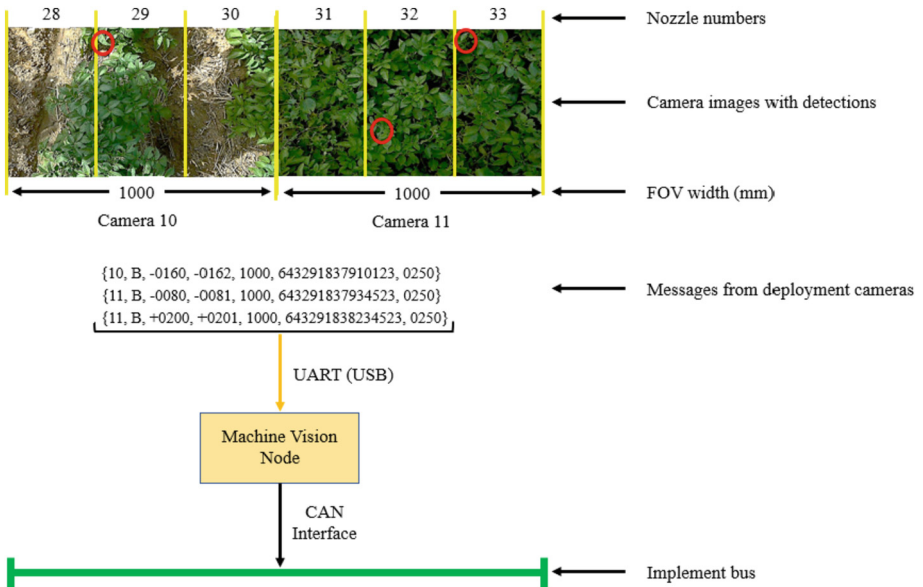 28 29 30 31 32 33
Nozzle numbers
Camera images with detections
1000 1000
FOV width (mm)
Camera 10 Camera 11
{10, B, -0160, -0162, 1000, 643291837910123, 0250}
{11, B, -0080, -0081, 1000, 643291837934523, 0250}
{11, B, +0200, +0201, 1000, 643291838234523, 0250}
Messages from deployment cameras
UART (USB)
Machine Vision
Node
CAN
Interface
Implement bus